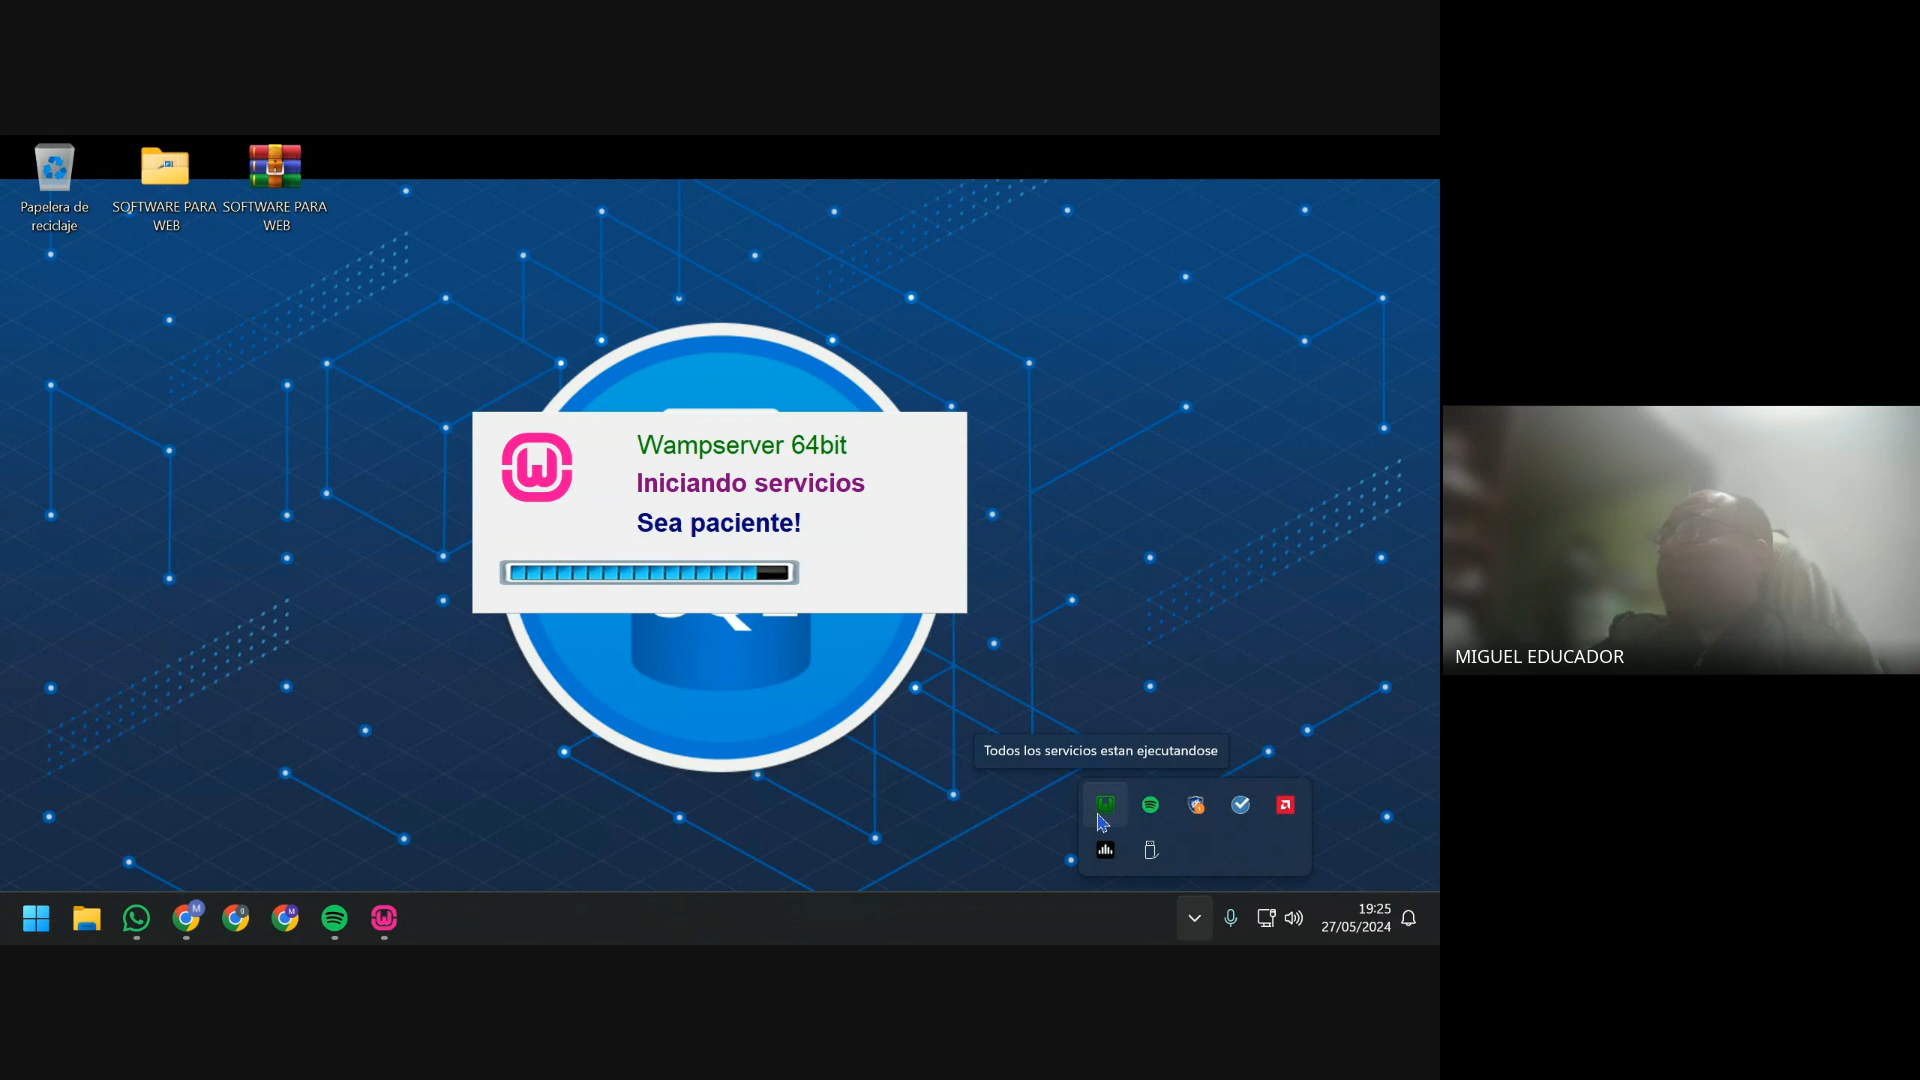 Papelera de
reciclaje
SOFTWARE PARA
WEB
SOFTWARE PARA
WEB
Wampserver 64bit
Iniciando servicios
Sea paciente!
Todos los servicios estan ejecutandose
19:25
27/05/2024
MIGUEL EDUCADOR